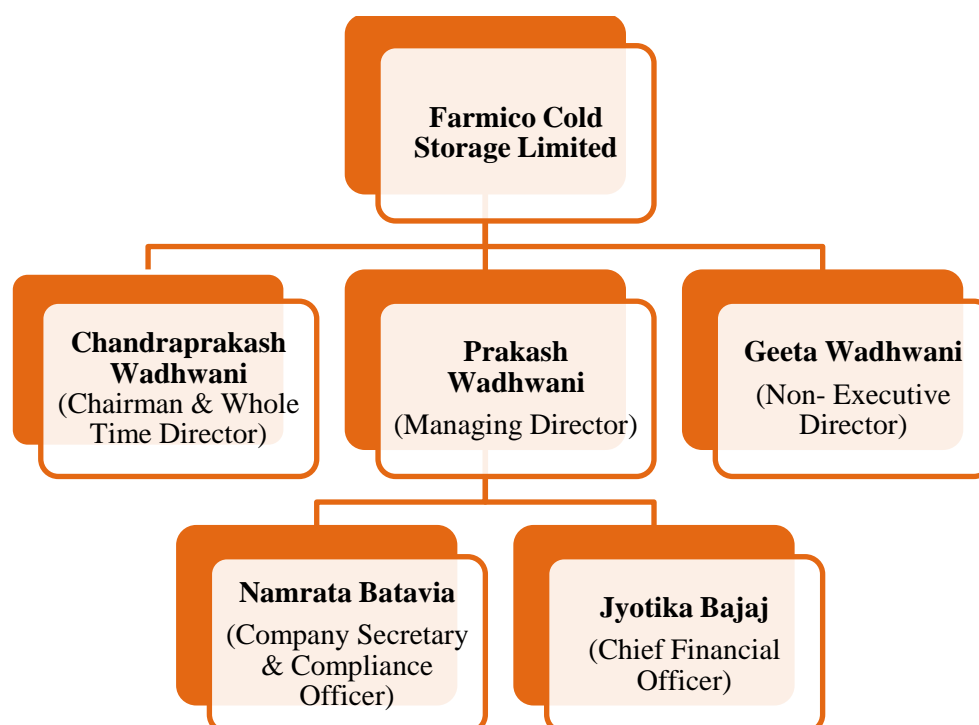 Farmico Cold
Storage Limited
Chandraprakash
Wadhwani
(Chairman & Whole
Time Director)
Prakash
Wadhwani
(Managing Director)
Geeta Wadhwani
(Non- Executive
Director)
Namrata Batavia
(Company Secretary
& Compliance
Officer)
Jyotika Bajaj
(Chief Financial
Officer)